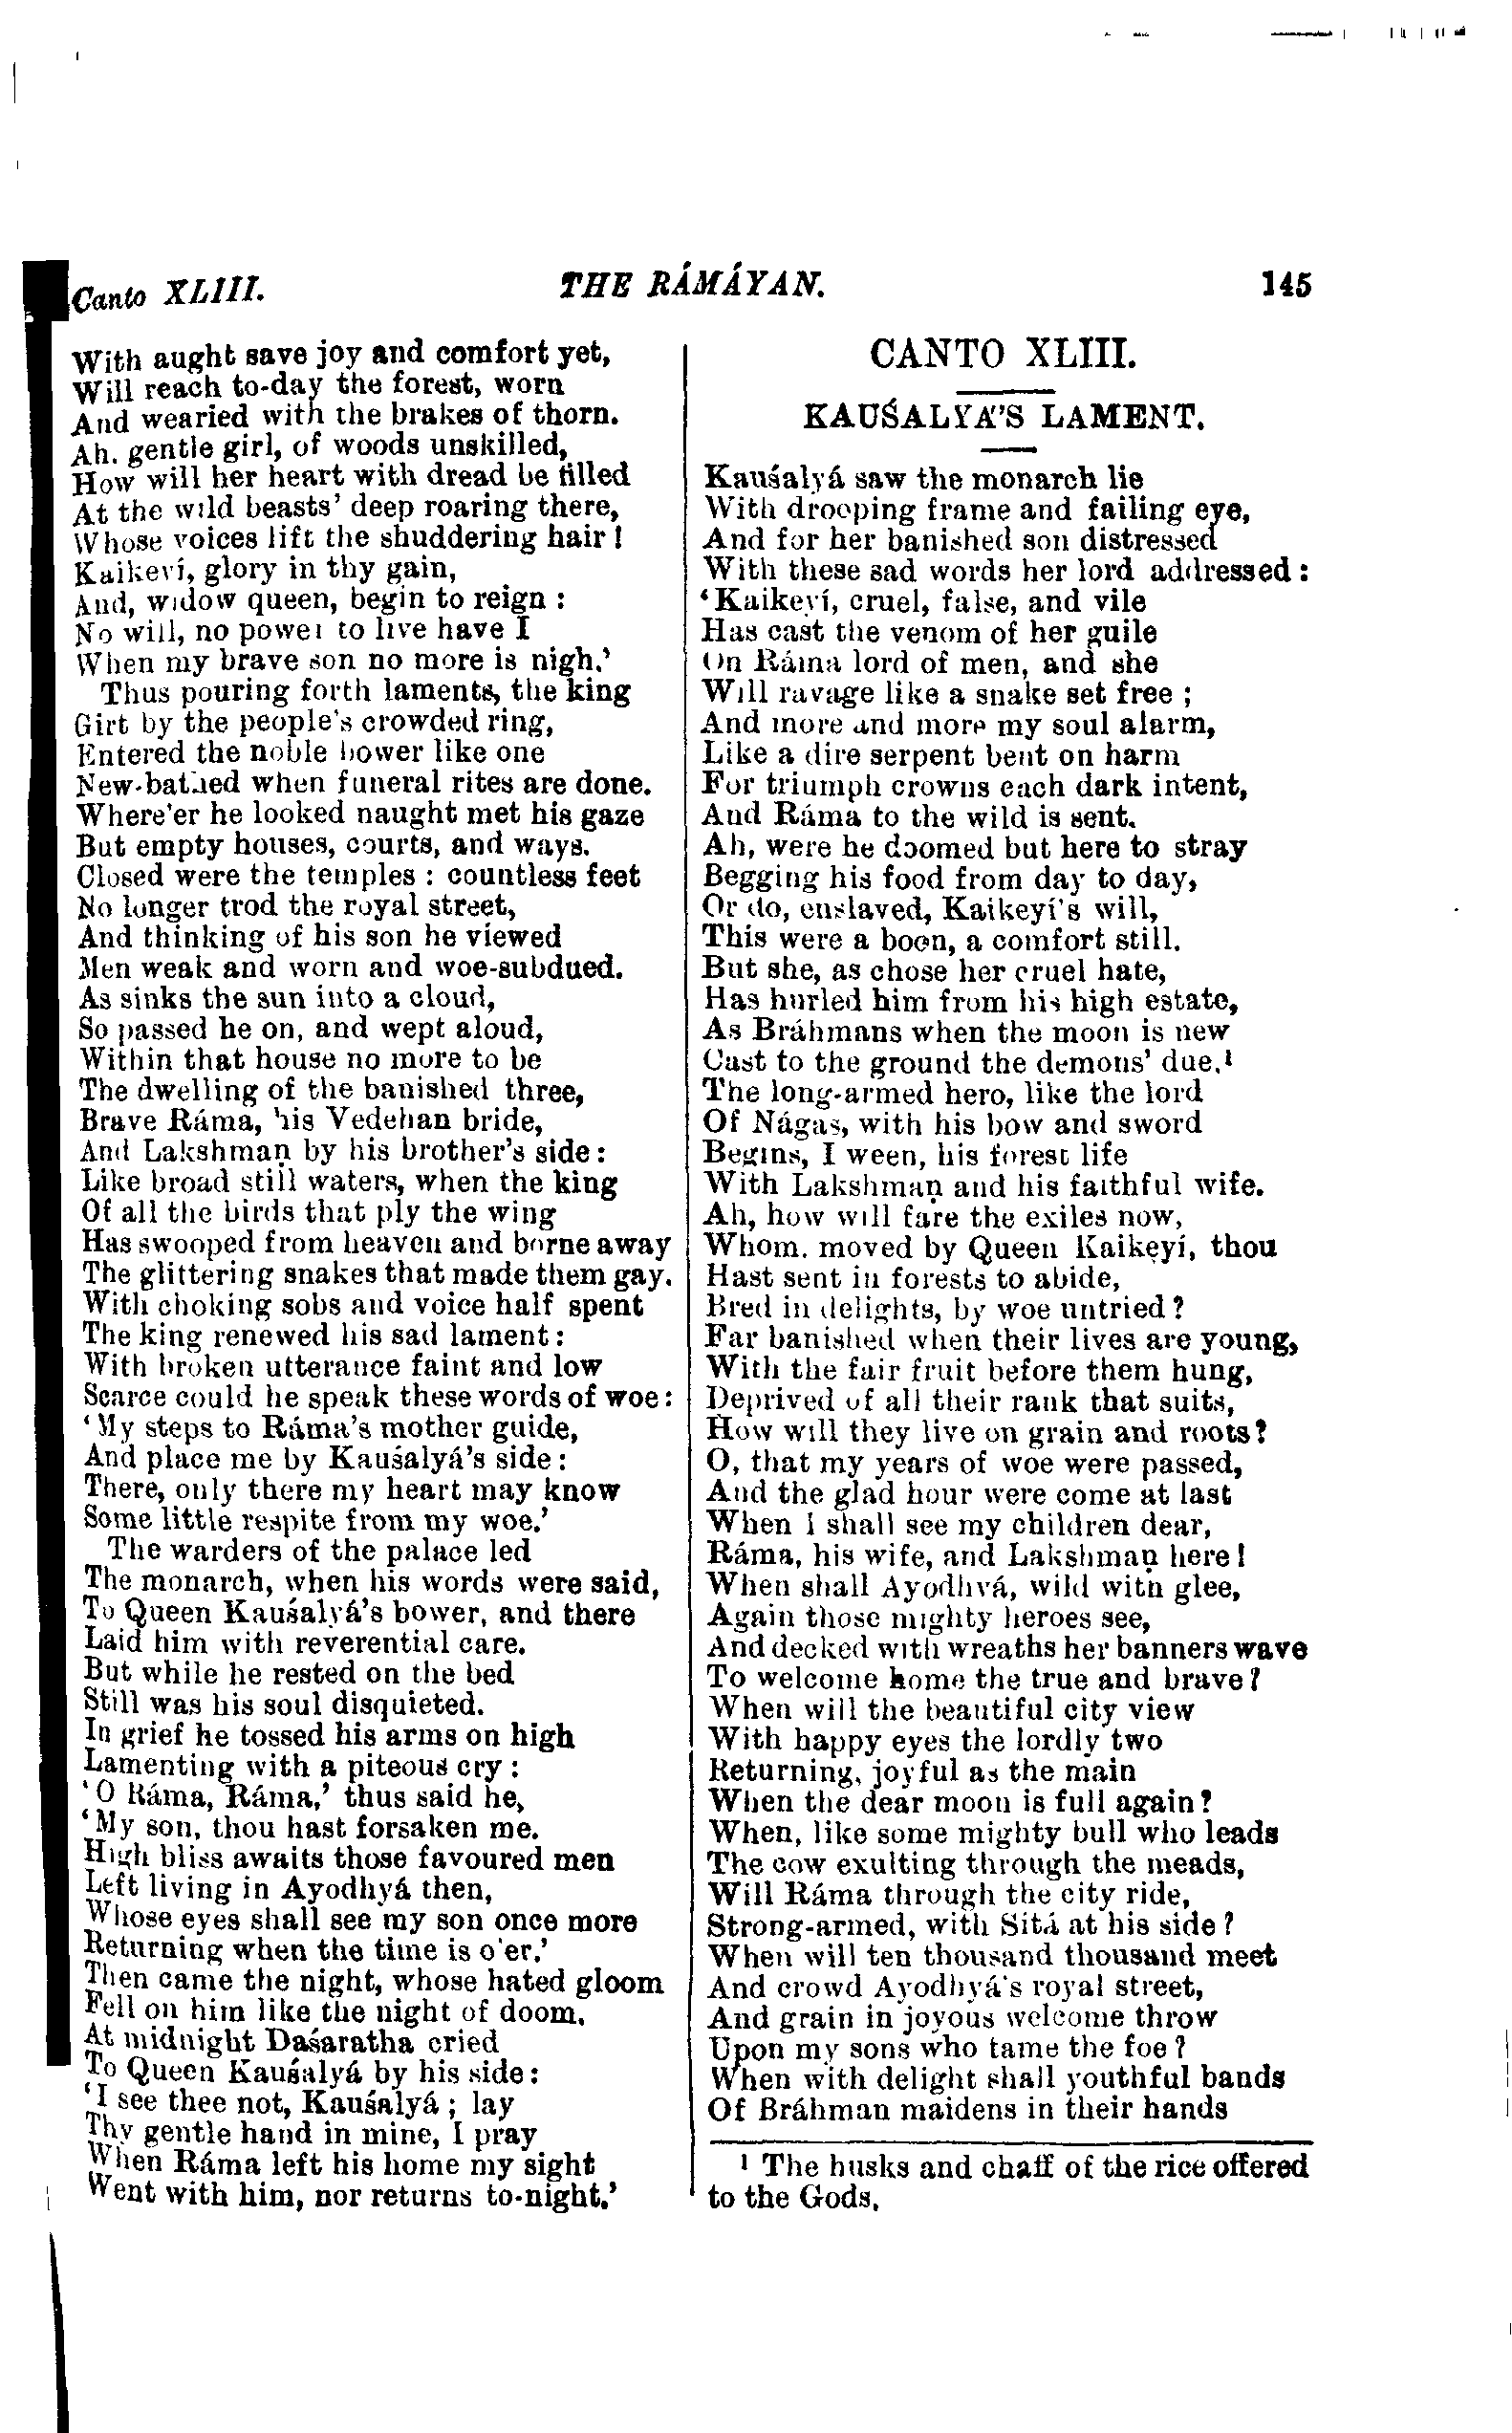 Canto XLIII.
THE RÁMÁYAN.
145
With aught save joy and comfort yet,
Will reach to-day the forest, worn
And wearied with the brakes of thorn.
Ah. gentle girl, of woods unskilled,
How will her heart with dread be filled
At the wild beasts' deep roaring there,
Whose voices lift the shuddering hair!
Kaikeyí, glory in thy gain,
And, widow queen, begin to reign :
No will, no power to live have I
When my brave son no more is nigh.'
Thus pouring forth laments, the king
Girt by the people's crowded ring,
Entered the noble bower like one
New-bathed when funeral rites are done.
Where'er he looked naught met his gaze
But empty houses, courts, and ways.
Closed were the temples : countless feet
No longer trod the royal street,
And thinking of his son he viewed
Men weak and worn and woe-subdued.
As sinks the sun into a cloud,
So passed he on, and wept aloud,
Within that house no more to be
The dwelling of the banished three,
Brave Ráma, his Vedehan bride,
And Lakshmaṇ by his brother's side:
Like broad still waters, when the king
Of all the birds that ply the wing
Has swooped from heaven and borne away
The glittering snakes that made them gay.
With choking sobs and voice half spent
The king renewed his sad lament:
With broken utterance faint and low
Scarce could he speak these words of woe:
'My steps to Ráma's mother guide,
And place me by Kauśalyá's side:
There, only there my heart may know
Some little respite from my woe.'
The warders of the palace led
The monarch, when his words were said,
To Queen Kauśalyá's bower, and there
Laid him with reverential care.
But while he rested on the bed
Still was his soul disquieted.
In grief he tossed his arms on high
Lamenting with a piteous cry :
'O Ráma, Ráma,' thus said he,
'My son, thou hast forsaken me.
High bliss awaits those favoured men
Left living in Ayodhyá then,
Whose eyes shall see my son once more
Returning when the time is o'er.'
Then came the night, whose hated gloom
Fell on him like the night of doom.
At midnight Daśaratha cried
To Queen Kauśalyá by his side:
'I see thee not, Kauśalyá ; lay
Thy gentle hand in mine, I pray
When Ráma left his home my sight
Went with him, nor returns to-night.'
CANTO XLIII.
KAUŚALYÁ'S LAMENT.
Kauśalyá saw the monarch lie
With drooping frame and failing eye,
And for her banished son distressed
With these sad words her lord addressed:
'Kaikeyí, cruel, false, and vile
Has cast the venom of her guile
On Ráma lord of men, and she
Will ravage like a snake set free ;
And more and more my soul alarm,
Like a dire serpent bent on harm
For triumph crowns each dark intent,
And Ráma to the wild is sent.
Ah, were he doomed but here to stray
Begging his food from day to day,
Or do, enslaved, Kaikeyí's will,
This were a boon, a comfort still.
But she, as chose her cruel hate,
Has hurled him from his high estate,
As Bráhmans when the moon is new
Cast to the ground the demons' due.¹
The long-armed hero, like the lord
Of Nágas, with his bow and sword
Begins, I ween, his forest life
With Lakshmaṇ and his faithful wife.
Ah, how will fare the exiles now,
Whom. moved by Queen Kaikeyí, thou
Hast sent in forests to abide,
Bred in delights, by woe untried?
Far banished when their lives are young,
With the fair fruit before them hung,
Deprived of all their rank that suits,
How will they live on grain and roots?
O, that my years of woe were passed,
And the glad hour were come at last
When I shall see my children dear,
Ráma, his wife, and Lakshmaṇ here!
When shall Ayodhyá, wild with glee,
Again those mighty heroes see,
And decked with wreaths her banners wave
To welcome home the true and brave?
When will the beautiful city view
With happy eyes the lordly two
Returning, joyful as the main
When the dear moon is full again?
When, like some mighty bull who leads
The cow exulting through the meads,
Will Ráma through the city ride,
Strong-armed, with Sítá at his side?
When will ten thousand thousand meet
And crowd Ayodhyá's royal street,
And grain in joyous welcome throw
Upon my sons who tame the foe?
When with delight shall youthful bands
Of Bráhman maidens in their hands
¹ The husks and chaff of the rice offered
to the Gods.